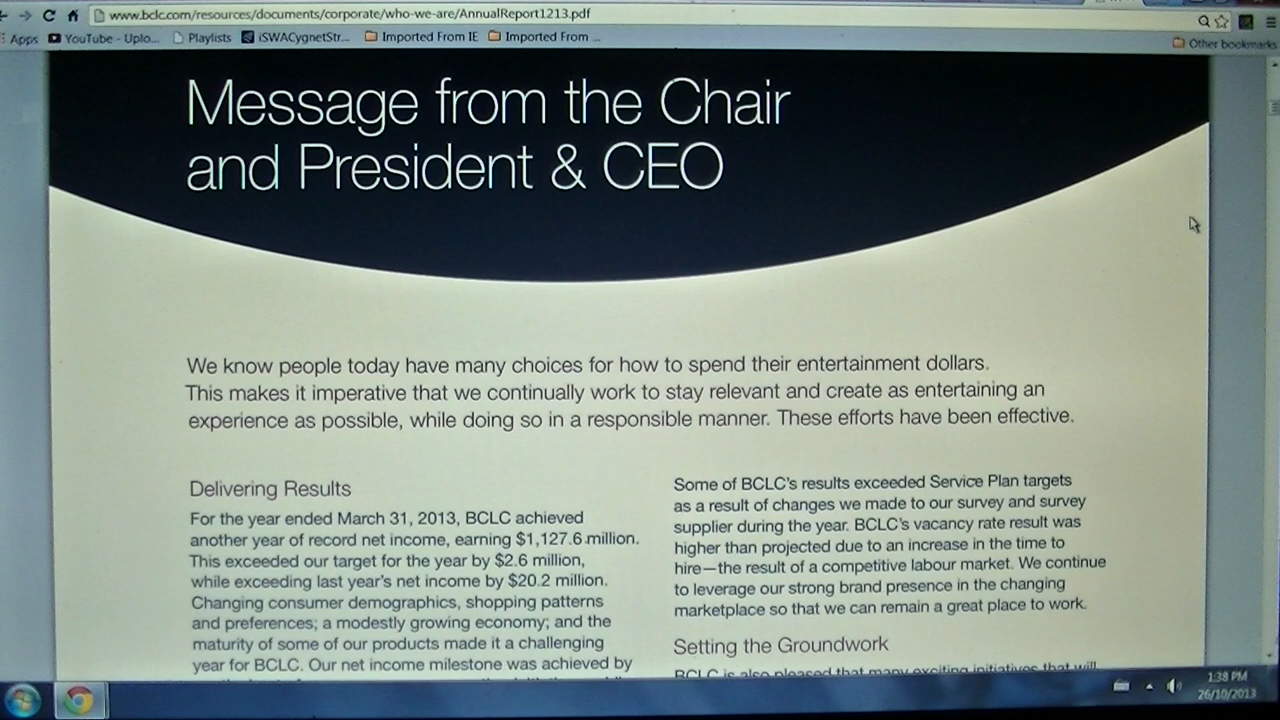 www.bclc.com/resources/documents/corporate/who-we-are/AnnualReport1213.pdf
Apps YouTube - Uplo... Playlists iSWACygnetStr... Imported From IE Imported From ... Other bookmarks
Message from the Chair
and President & CEO
We know people today have many choices for how to spend their entertainment dollars.
This makes it imperative that we continually work to stay relevant and create as entertaining an
experience as possible, while doing so in a responsible manner. These efforts have been effective.
Delivering Results
For the year ended March 31, 2013, BCLC achieved
another year of record net income, earning $1,127.6 million.
This exceeded our target for the year by $2.6 million,
while exceeding last year's net income by $20.2 million.
Changing consumer demographics, shopping patterns
and preferences; a modestly growing economy; and the
maturity of some of our products made it a challenging
year for BCLC. Our net income milestone was achieved by
Some of BCLC's results exceeded Service Plan targets
as a result of changes we made to our survey and survey
supplier during the year. BCLC's vacancy rate result was
higher than projected due to an increase in the time to
hire—the result of a competitive labour market. We continue
to leverage our strong brand presence in the changing
marketplace so that we can remain a great place to work.
Setting the Groundwork
BCLC is also pleased that many exciting initiatives that will
1:38 PM
26/10/2013